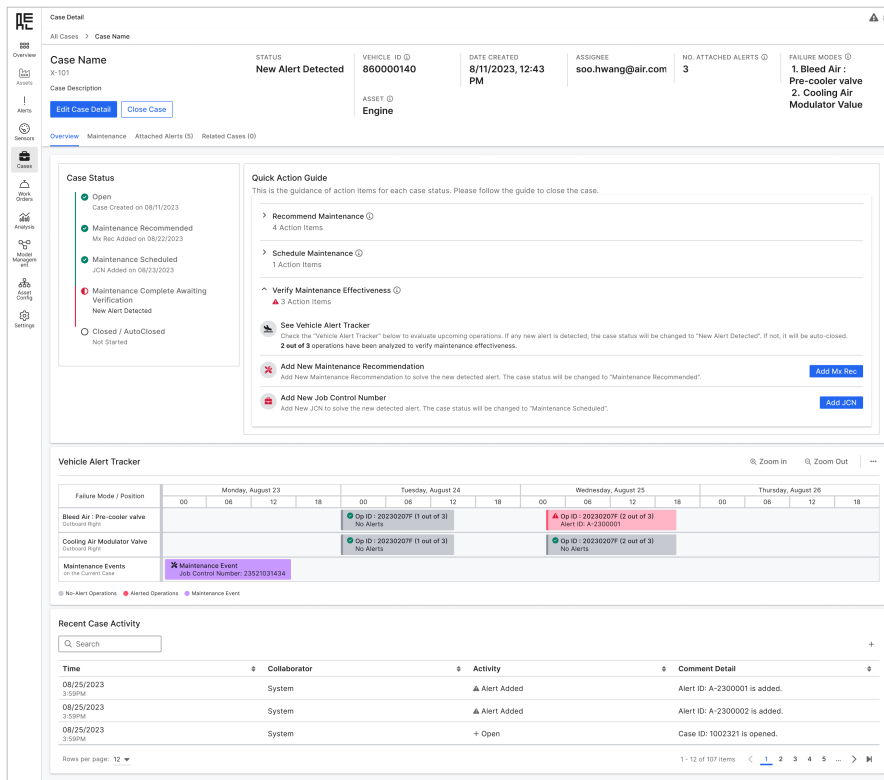 Case Detail
NE
RL
All Cases > Case Name
Overview
Assets
Alerts
Sensors
Cases
Work
Orders
Analysis
Model
Managem
ent
Asset
Config
Settings
Case Name
X-101
Case Description
Edit Case Detail
Close Case
STATUS
New Alert Detected
VEHICLE ID
860000140
ASSET
Engine
DATE CREATED
8/11/2023, 12:43
PM
ASSIGNEE
soo.hwang@air.com
NO. ATTACHED ALERTS
3
FAILURE MODES
1. Bleed Air :
Pre-cooler valve
2. Cooling Air
Modulator Value
Overview Maintenance Attached Alerts (5) Related Cases (0)
Case Status
Open
Case Created on 08/11/2023
Maintenance Recommended
Mx Rec Added on 08/22/2023
Maintenance Scheduled
JCN Added on 08/23/2023
Maintenance Complete Awaiting
Verification
New Alert Detected
Closed / AutoClosed
Not Started
Quick Action Guide
This is the guidance of action items for each case status. Please follow the guide to close the case.
Recommend Maintenance
4 Action Items
Schedule Maintenance
1 Action Items
Verify Maintenance Effectiveness
3 Action Items
See Vehicle Alert Tracker
Check the "Vehicle Alert Tracker" below to evaluate upcoming operations. If any new alert is detected, the case status will be changed to "New Alert Detected". If not, it will be auto-closed.
2 out of 3 operations have been analyzed to verify maintenance effectiveness.
Add New Maintenance Recommendation
Add New Maintenance Recommendation to solve the new detected alert. The case status will be changed to "Maintenance Recommended".
Add Mx Rec
Add New Job Control Number
Add New JCN to solve the new detected alert. The case status will be changed to "Maintenance Scheduled".
Add JCN
Vehicle Alert Tracker
Zoom in Zoom Out ...
Failure Mode / Position
Monday, August 23 Tuesday, August 24 Wednesday, August 25 Thursday, August 26
00 06 12 18 00 06 12 18 00 06 12 18 00 06 12 18
Bleed Air : Pre-cooler valve
Outboard Right
Op ID : 20230207F (1 out of 3)
No Alerts
Op ID : 20230207F (2 out of 3)
Alert ID: A-2300001
Cooling Air Modulator Valve
Outboard Right
Op ID : 20230207F (1 out of 3)
No Alerts
Op ID : 20230207F (2 out of 3)
No Alerts
Maintenance Events
on the Current Case
Maintenance Event
Job Control Number: 23521031434
No-Alert Operations Alerted Operations Maintenance Event
Recent Case Activity
Search
+
Time Collaborator Activity Comment Detail
08/25/2023
3:59PM
System Alert Added Alert ID: A-2300001 is added.
08/25/2023
3:59PM
System Alert Added Alert ID: A-2300002 is added.
08/25/2023
3:59PM
System + Open Case ID: 1002321 is opened.
Rows per page: 12
1 - 12 of 107 items < 1 2 3 4 5 ... >